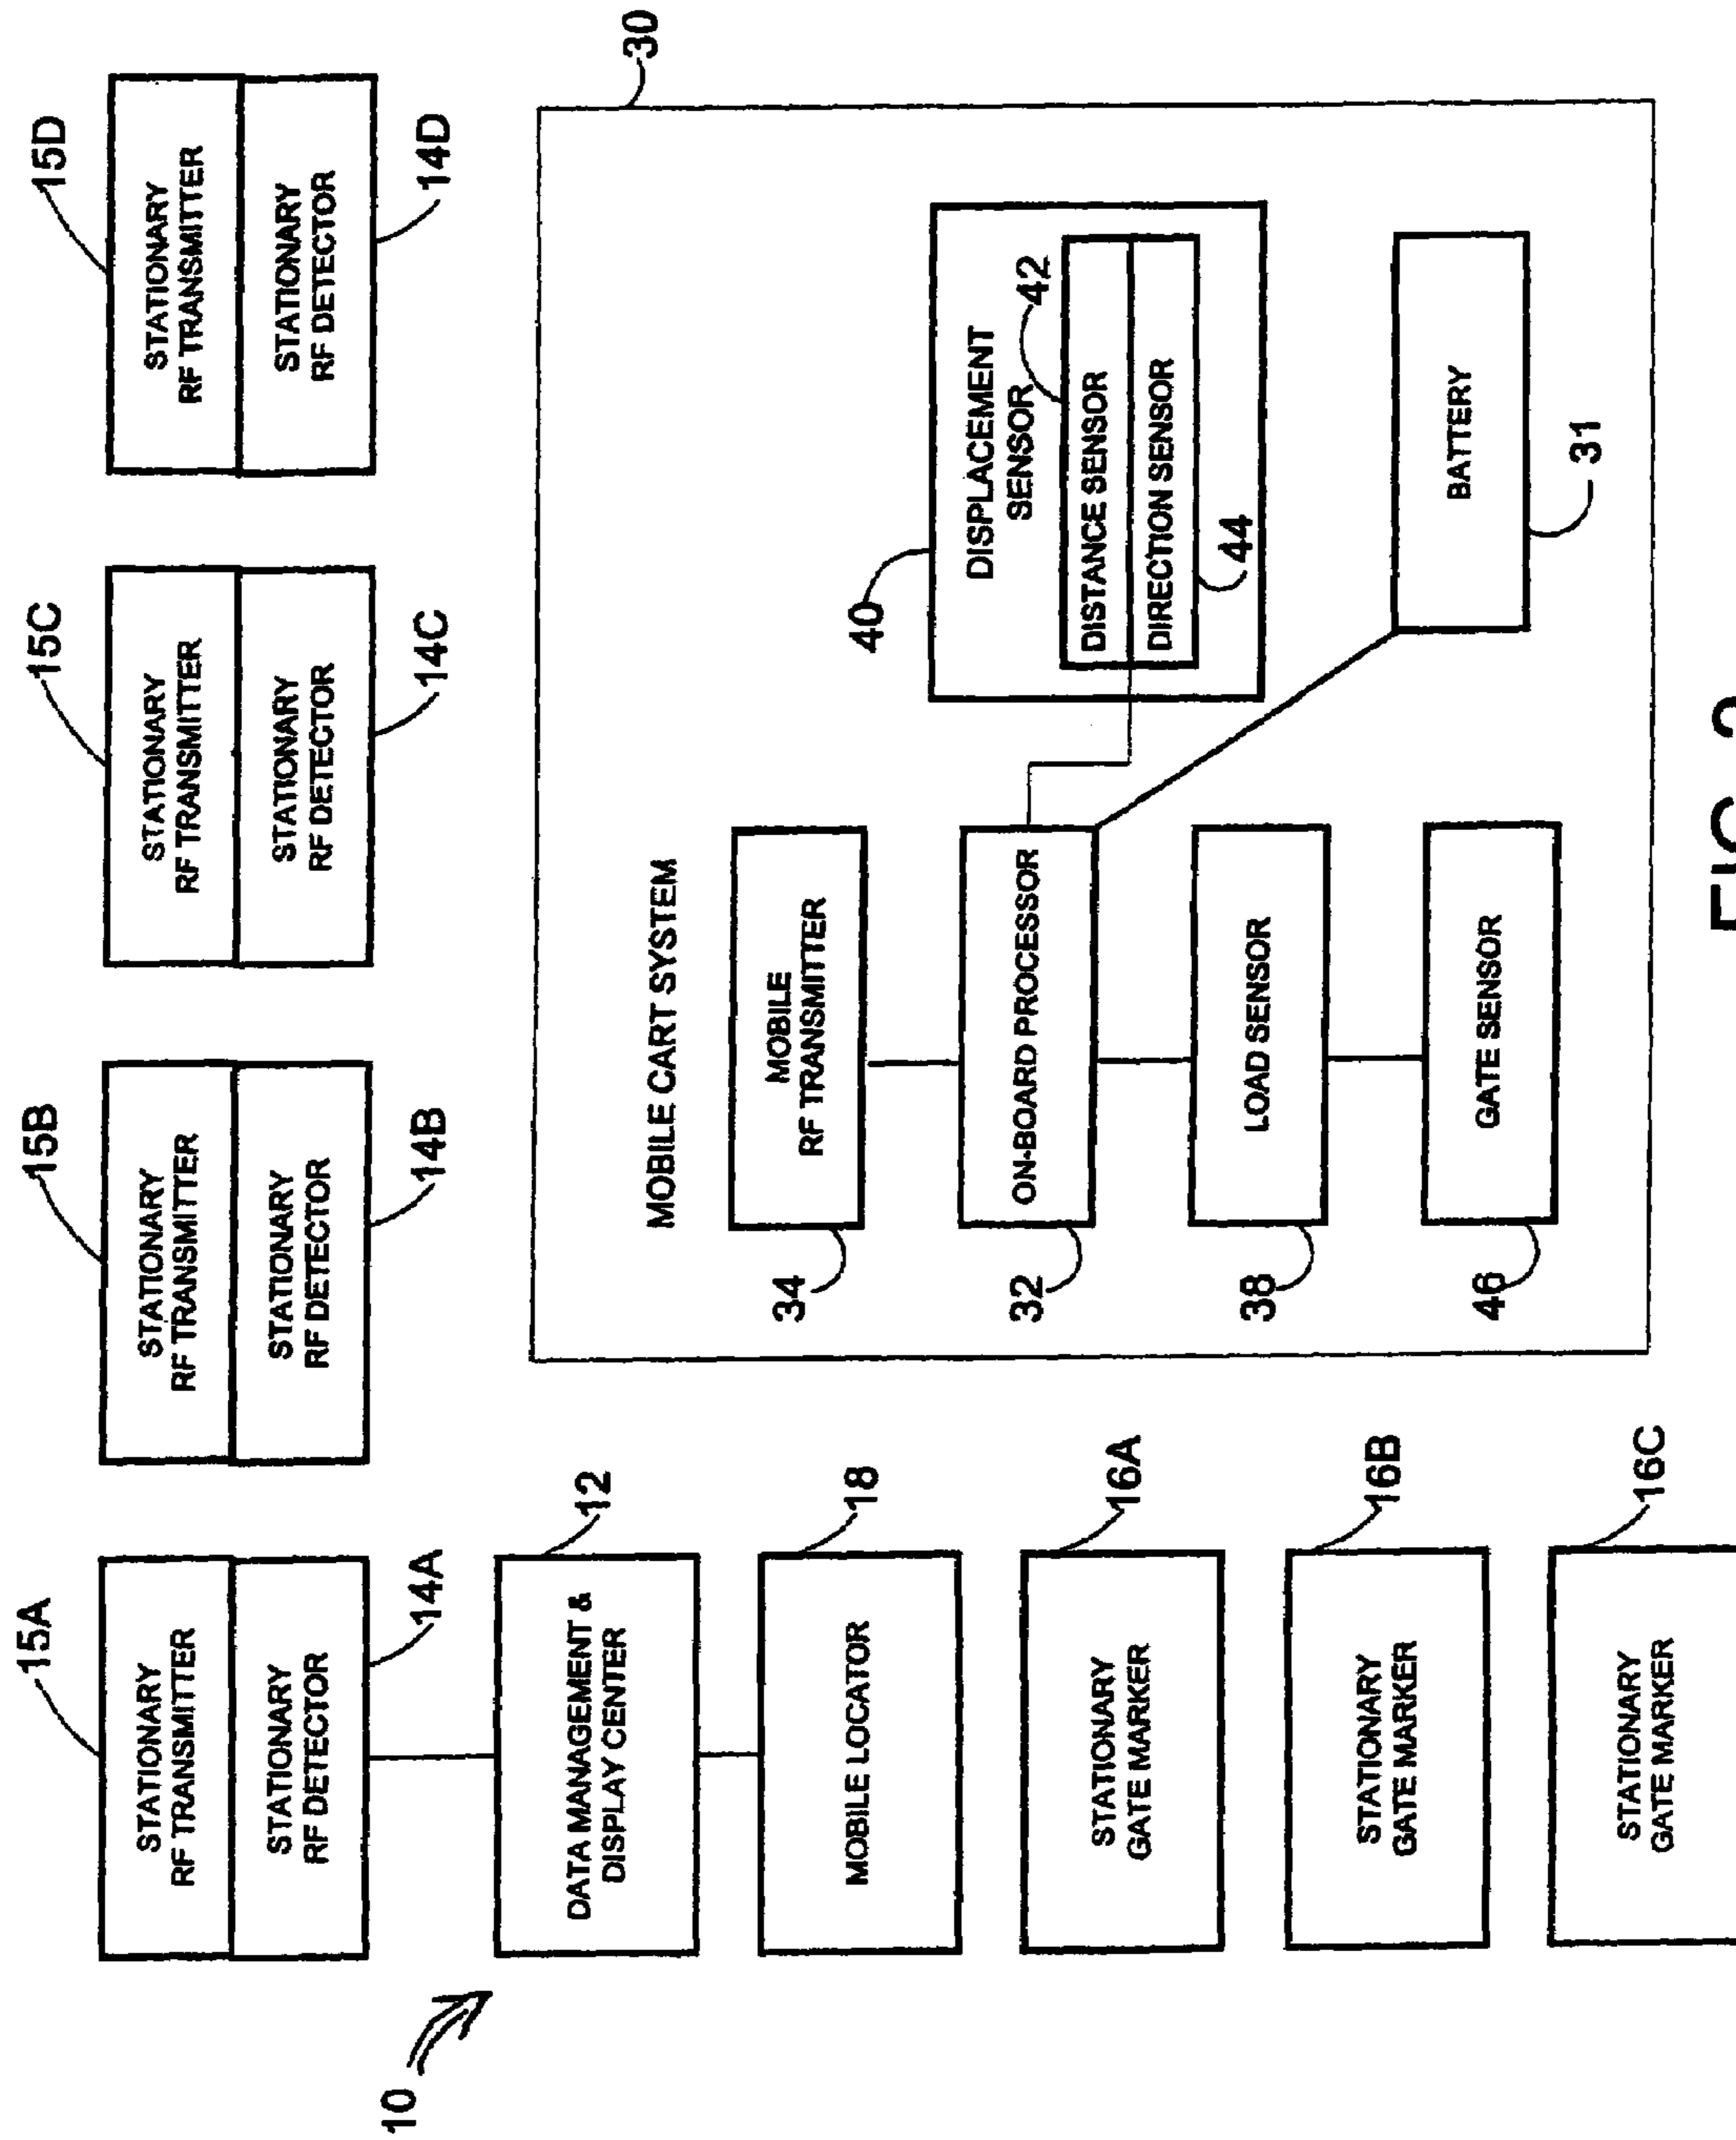 15A
STATIONARY
RF TRANSMITTER
STATIONARY
RF DETECTOR
14A
15B
STATIONARY
RF TRANSMITTER
STATIONARY
RF DETECTOR
14B
15C
STATIONARY
RF TRANSMITTER
STATIONARY
RF DETECTOR
14C
15D
STATIONARY
RF TRANSMITTER
STATIONARY
RF DETECTOR
14D
10
12
DATA MANAGEMENT &
DISPLAY CENTER
18
MOBILE LOCATOR
16A
STATIONARY
GATE MARKER
16B
STATIONARY
GATE MARKER
16C
STATIONARY
GATE MARKER
30
MOBILE CART SYSTEM
34
MOBILE
RF TRANSMITTER
32
ON-BOARD PROCESSOR
38
LOAD SENSOR
46
GATE SENSOR
40
DISPLACEMENT
SENSOR
42
DISTANCE SENSOR
DIRECTION SENSOR
44
BATTERY
31
FIG.